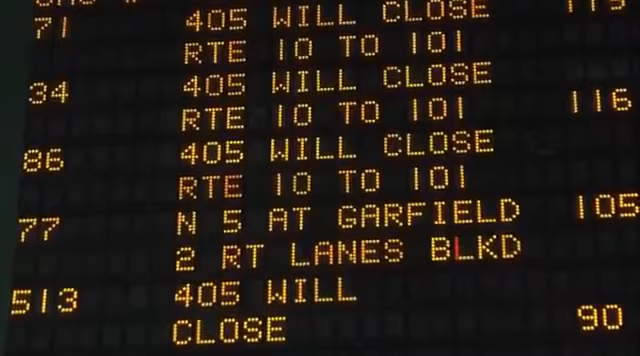 71 405 WILL CLOSE 115
RTE 10 TO 101
34 405 WILL CLOSE
RTE 10 TO 101 116
86 405 WILL CLOSE
RTE 10 TO 101
77 N 5 AT GARFIELD 105
2 RT LANES BLKD
513 405 WILL
CLOSE 90